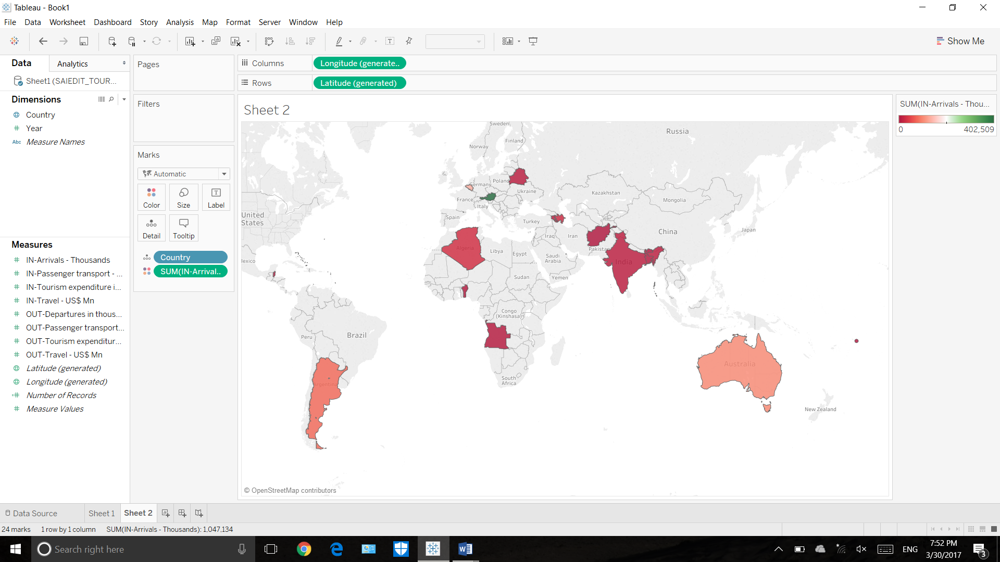 Tableau - Book1
File Data Worksheet Dashboard Story Analysis Map Format Server Window Help
Show Me
Data
Analytics
Sheet1 (SAIEDIT_TOUR...
Dimensions
Country
Year
Abc Measure Names
Measures
IN-Arrivals - Thousands
IN-Passenger transport - ...
IN-Tourism expenditure i...
IN-Travel - US$ Mn
OUT-Departures in thous...
OUT-Passenger transport...
OUT-Tourism expenditur...
OUT-Travel - US$ Mn
Latitude (generated)
Longitude (generated)
Number of Records
Measure Values
Pages
Filters
Marks
Automatic
Color Size Label
Detail Tooltip
Country
SUM(IN-Arrival..
Columns
Longitude (generate..
Rows
Latitude (generated)
Sheet 2
Sweden
Russia
Finland
Norway
Germany
Poland
Ukraine
Kazakhstan
Mongolia
France
Italy
Spain
Turkey
United
States
China
Japan
Iraq
Iran
Algeria
Libya
Egypt
Saudi
Arabia
Pakistan
India
Mexico
Sudan
Yemen
Congo
(Kinshasa)
Brazil
Peru
Australia
South
Africa
Argentina
New Zealand
© OpenStreetMap contributors
SUM(IN-Arrivals - Thou...
0 402,509
Data Source
Sheet 1
Sheet 2
24 marks 1 row by 1 column SUM(IN-Arrivals - Thousands): 1,047,134
Search right here
ENG
7:52 PM
3/30/2017
3